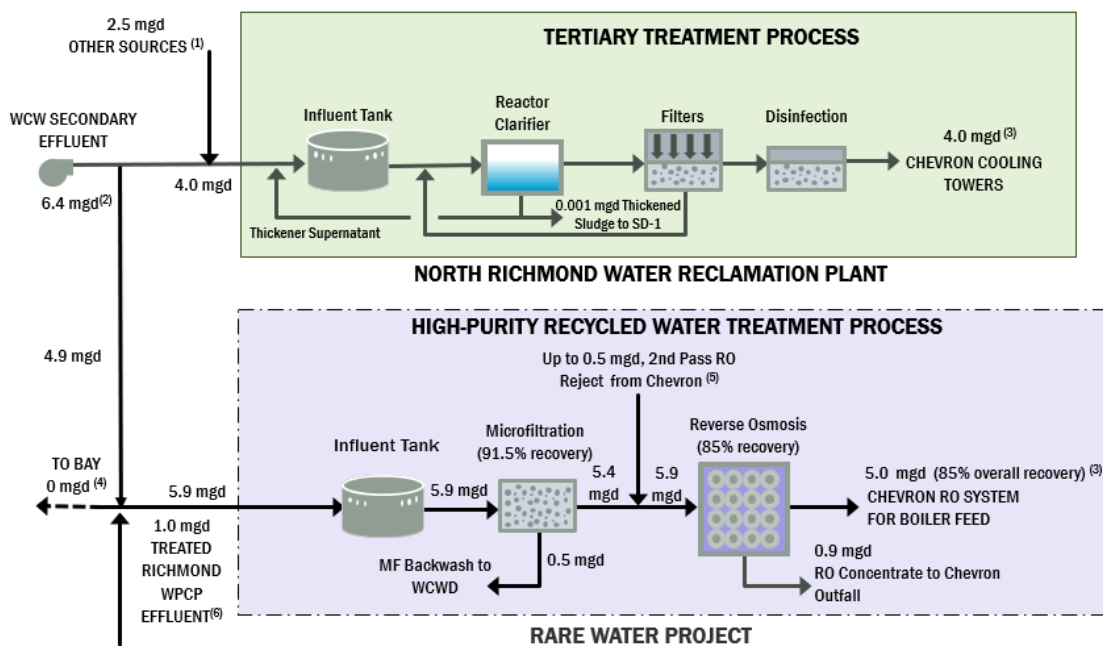 2.5 mgd
OTHER SOURCES (1)
TERTIARY TREATMENT PROCESS
WCW SECONDARY
EFFLUENT
6.4 mgd(2)
4.0 mgd
Influent Tank
Reactor
Clarifier
Filters
Disinfection
4.0 mgd (3)
CHEVRON COOLING
TOWERS
Thickener Supernatant
0.001 mgd Thickened
Sludge to SD-1
NORTH RICHMOND WATER RECLAMATION PLANT
4.9 mgd
HIGH-PURITY RECYCLED WATER TREATMENT PROCESS
Up to 0.5 mgd, 2nd Pass RO
Reject from Chevron (5)
TO BAY
0 mgd (4)
5.9 mgd
1.0 mgd
TREATED
RICHMOND
WPCP
EFFLUENT(6)
Influent Tank
5.9 mgd
Microfiltration
(91.5% recovery)
5.4
mgd
5.9
mgd
Reverse Osmosis
(85% recovery)
5.0 mgd (85% overall recovery) (3)
CHEVRON RO SYSTEM
FOR BOILER FEED
MF Backwash to
WCWD
0.5 mgd
0.9 mgd
RO Concentrate to Chevron
Outfall
RARE WATER PROJECT